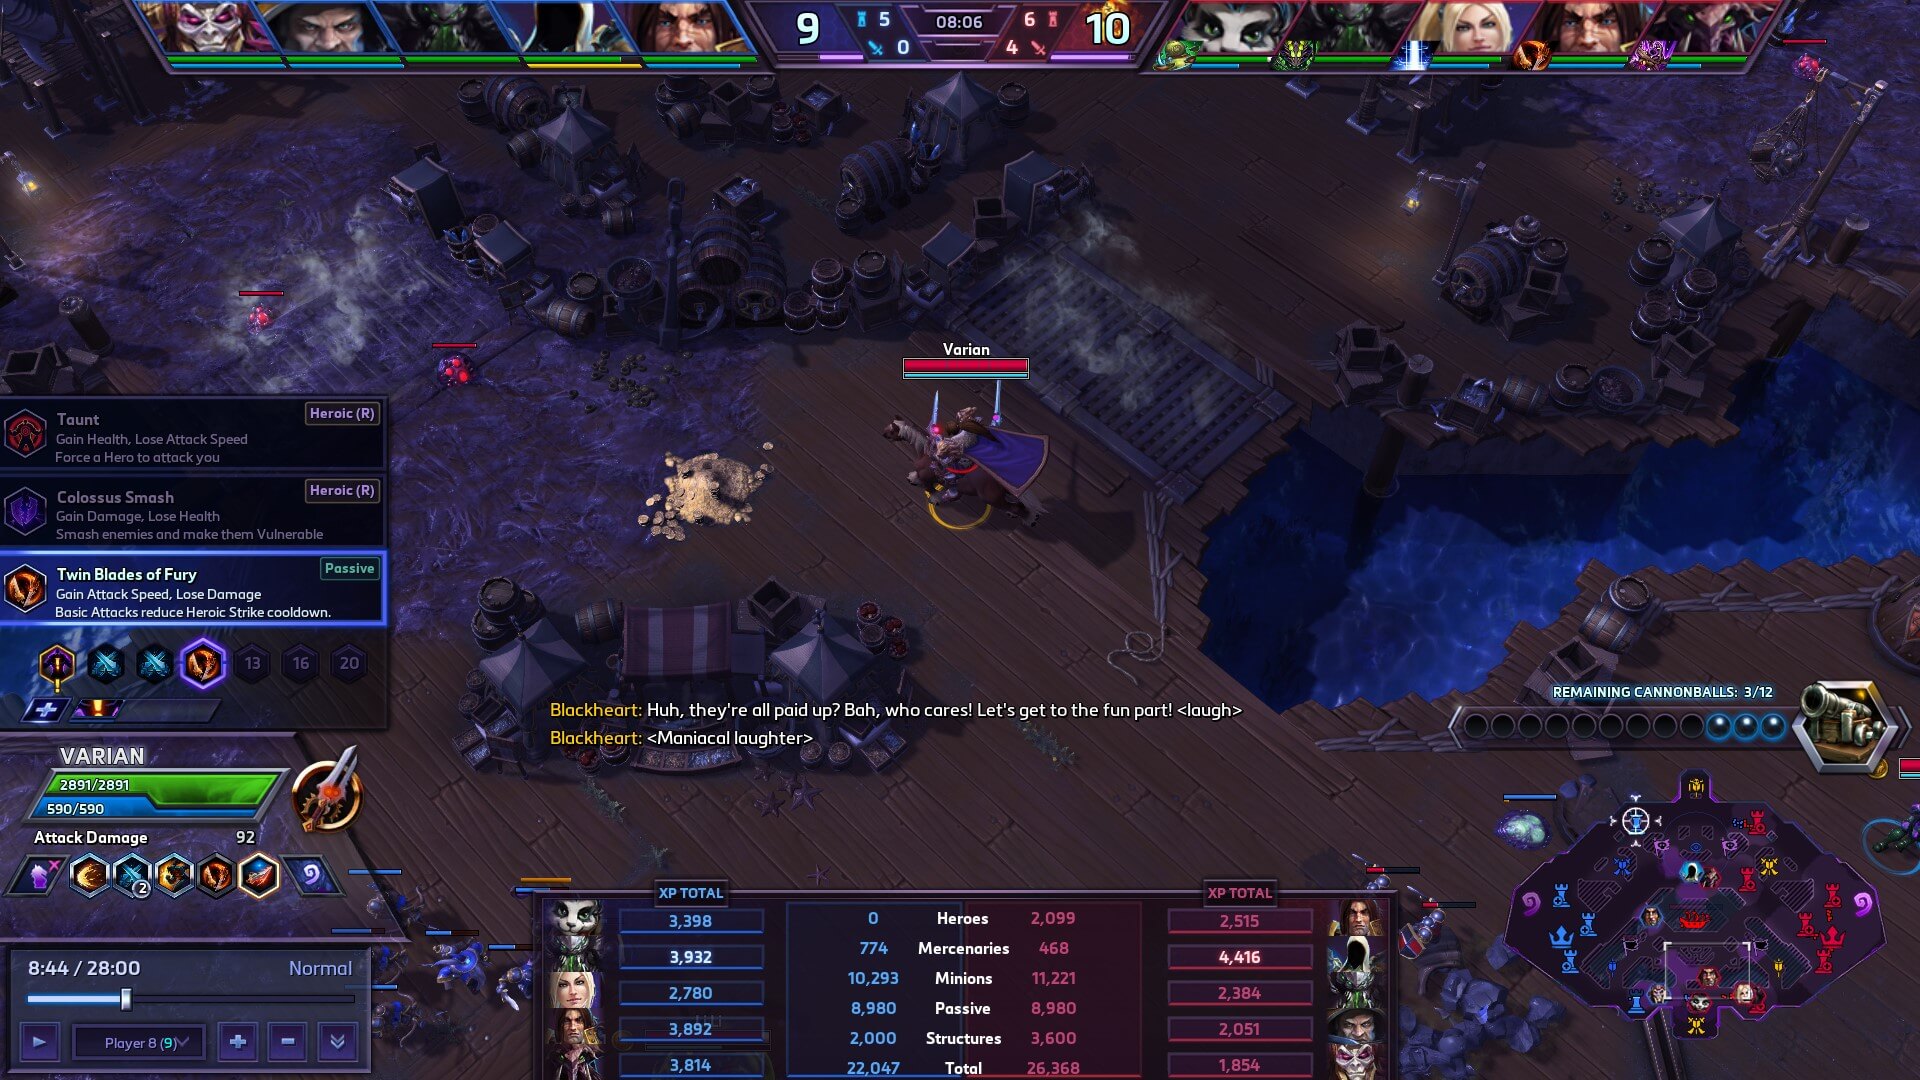 9
5
08:06
6
10
0
4
Varian
Taunt
Heroic (R)
Gain Health, Lose Attack Speed
Force a Hero to attack you
Colossus Smash
Heroic (R)
Gain Damage, Lose Health
Smash enemies and make them Vulnerable
Twin Blades of Fury
Passive
Gain Attack Speed, Lose Damage
Basic Attacks reduce Heroic Strike cooldown.
13 16 20
Blackheart: Huh, they're all paid up? Bah, who cares! Let's get to the fun part! <laugh>
Blackheart: <Maniacal laughter>
REMAINING CANNONBALLS: 3/12
VARIAN
2891/2891
590/590
Attack Damage 92
2
8:44 / 28:00 Normal
Player 8 (9)
XP TOTAL XP TOTAL
3,398 0 Heroes 2,099 2,515
3,932 774 Mercenaries 468 4,416
2,780 10,293 Minions 11,221 2,384
3,892 8,980 Passive 8,980 2,051
2,000 Structures 3,600
3,814 22,047 Total 26,368 1,854